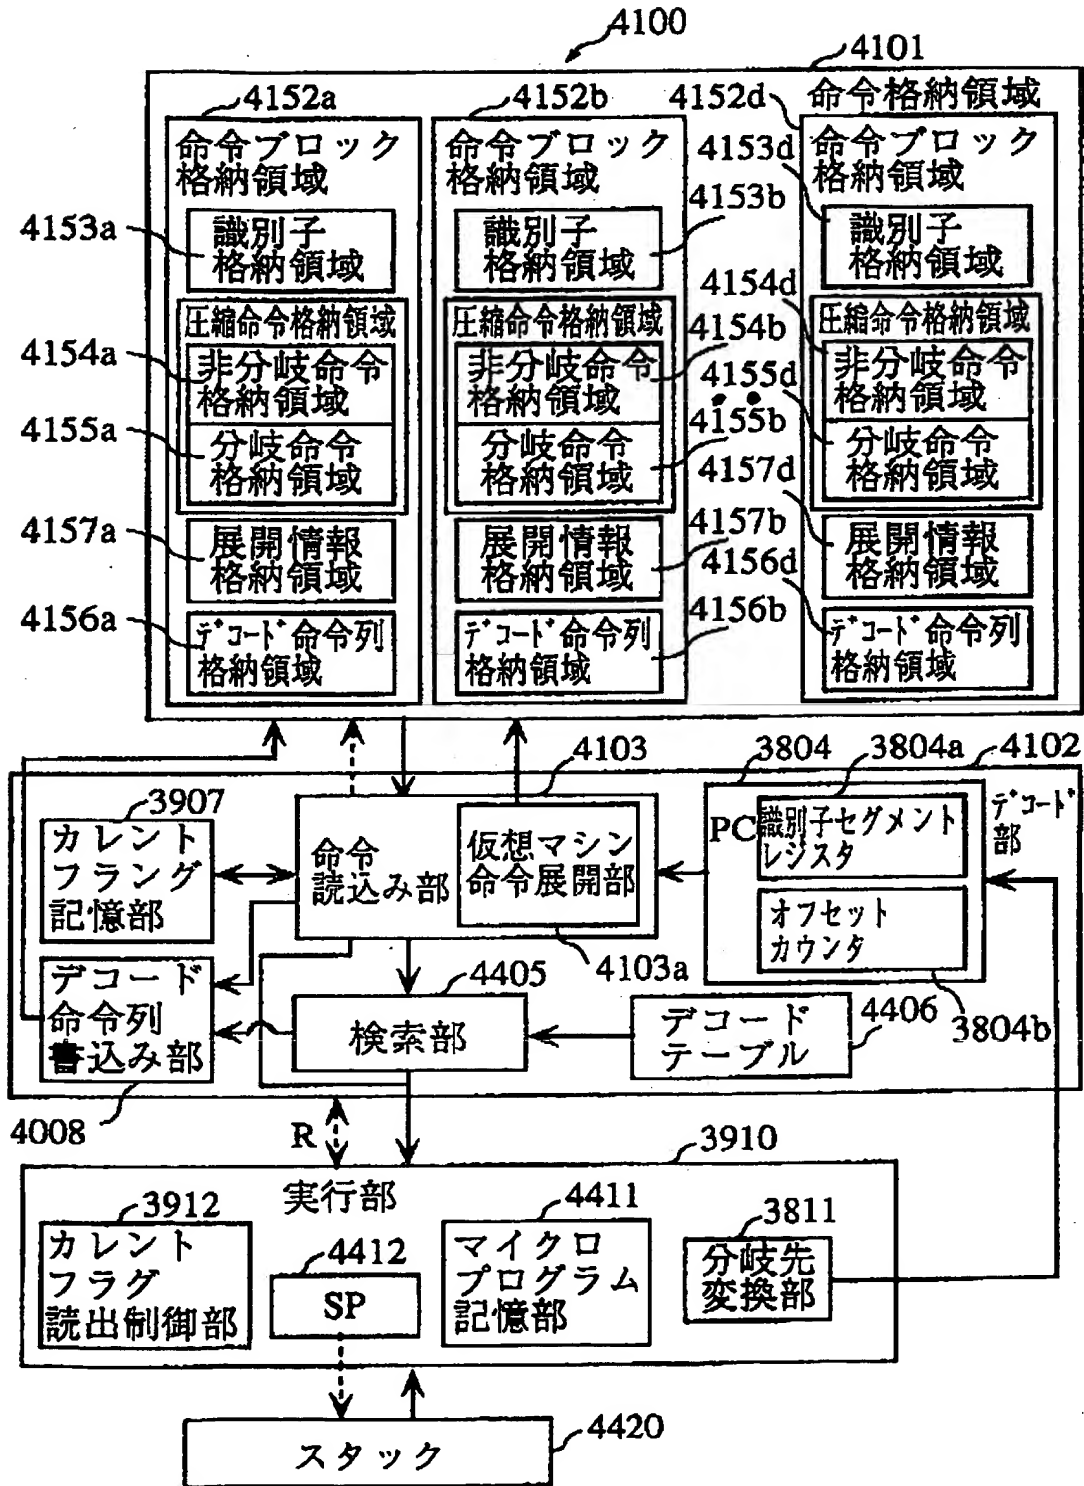 4100
4101
命令格納領域
4152a
命令ブロック
格納領域
4153a
識別子
格納領域
圧縮命令格納領域
4154a
非分岐命令
格納領域
4155a
分岐命令
格納領域
4157a
展開情報
格納領域
4156a
デコード命令列
格納領域
4152b
命令ブロック
格納領域
4153b
識別子
格納領域
圧縮命令格納領域
4154b
非分岐命令
格納領域
4155b
分岐命令
格納領域
4157b
展開情報
格納領域
4156b
デコード命令列
格納領域
4152d
命令ブロック
格納領域
4153d
識別子
格納領域
4154d
圧縮命令格納領域
非分岐命令
格納領域
4155d
分岐命令
格納領域
4157d
展開情報
格納領域
4156d
デコード命令列
格納領域
4102
デコード
部
3907
カレント
フラング
記憶部
4103
命令
読込み部
仮想マシン
命令展開部
4103a
3804
PC
3804a
識別子セグメント
レジスタ
オフセット
カウンタ
3804b
デコード
命令列
書込み部
4008
4405
検索部
4406
デコード
テーブル
R
3910
実行部
3912
カレント
フラグ
読出制御部
4412
SP
4411
マイクロ
プログラム
記憶部
3811
分岐先
変換部
4420
スタック